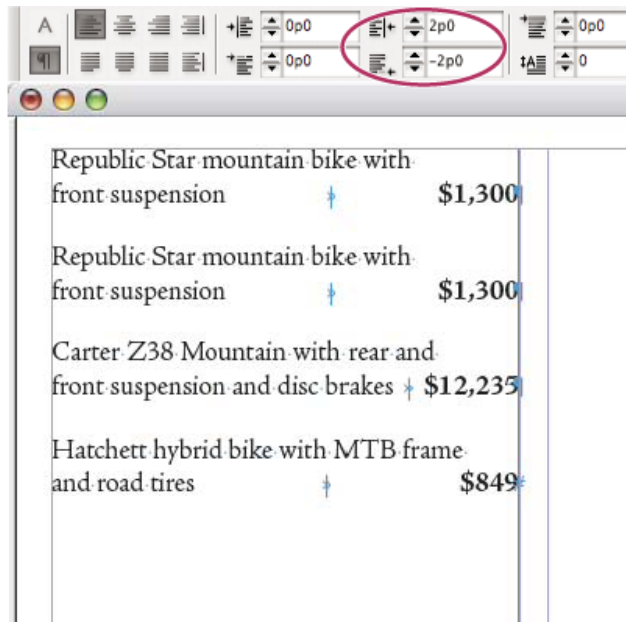 A 0p0 2p0 0p0
¶ 0p0 -2p0 A 0
Republic Star mountain bike with
front suspension $1,300
Republic Star mountain bike with
front suspension $1,300
Carter Z38 Mountain with rear and
front suspension and disc brakes $12,235
Hatchett hybrid bike with MTB frame
and road tires $849